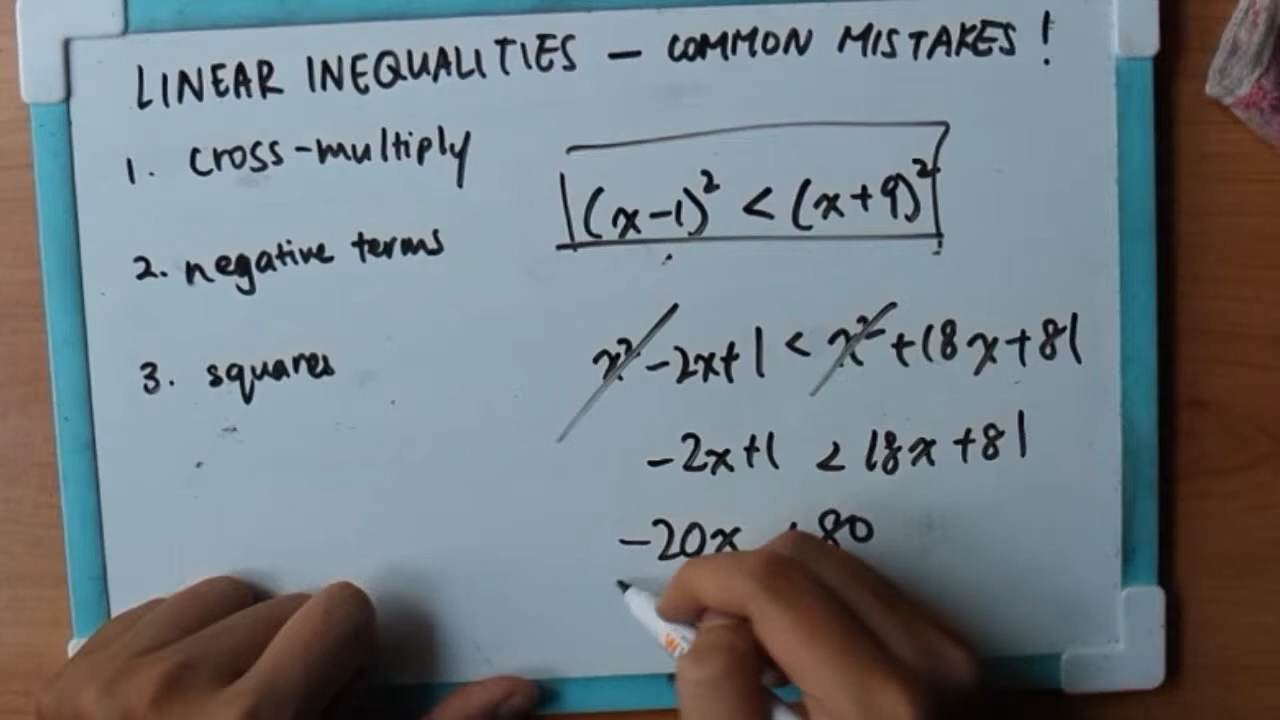 LINEAR INEQUALITIES – COMMON MISTAKES!
1. cross-multiply
(x-1)² < (x+9)²
2. negative terms
x² -2x+1 < x² +18x+81
3. squares
-2x+1 < 18x+81
-20x < 80